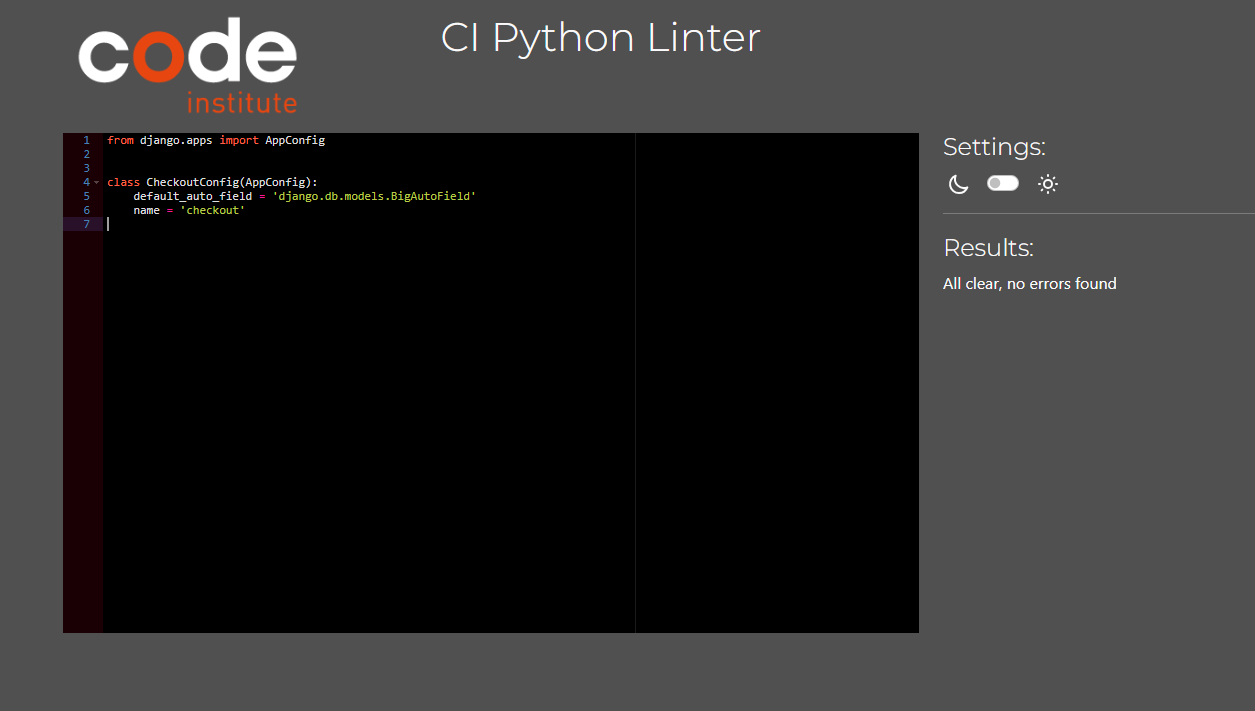 code
institute
CI Python Linter
1 from django.apps import AppConfig
2
3
4 class CheckoutConfig(AppConfig):
5     default_auto_field = 'django.db.models.BigAutoField'
6     name = 'checkout'
7
Settings:
Results:
All clear, no errors found